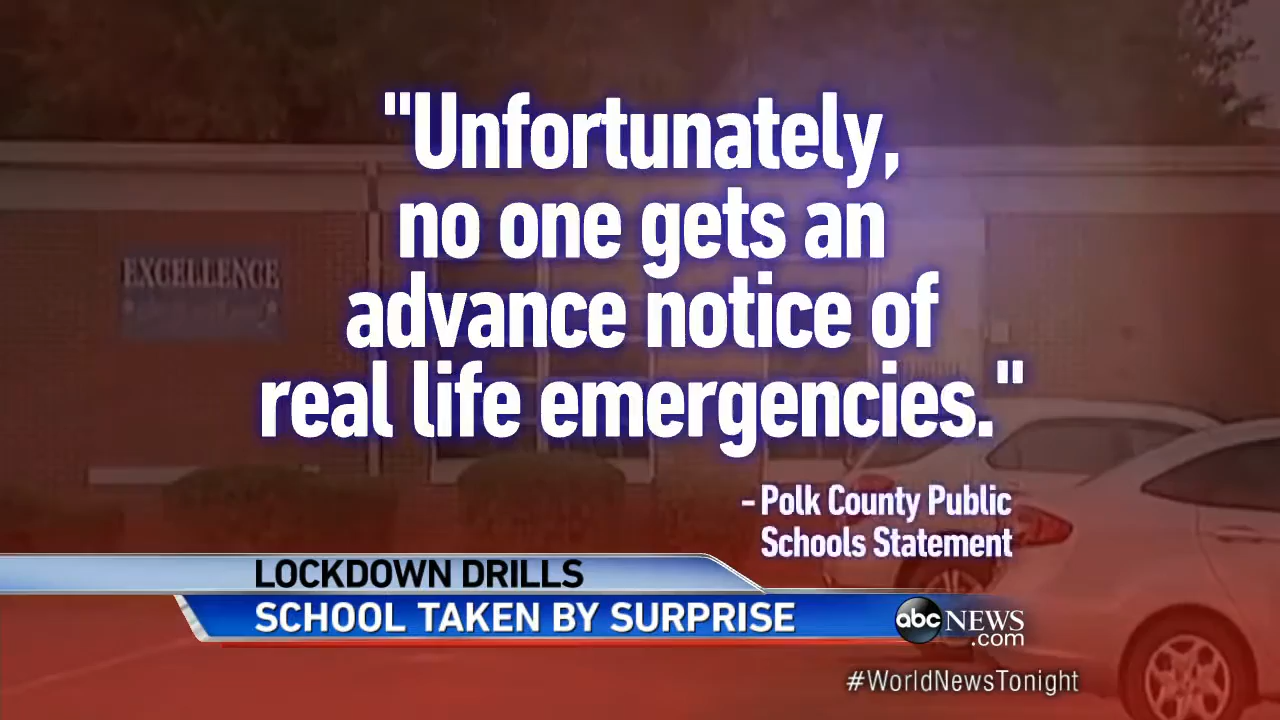 "Unfortunately,
no one gets an
advance notice of
real life emergencies."
EXCELLENCE
- Polk County Public
Schools Statement
LOCKDOWN DRILLS
SCHOOL TAKEN BY SURPRISE
abc NEWS
.com
#WorldNewsTonight